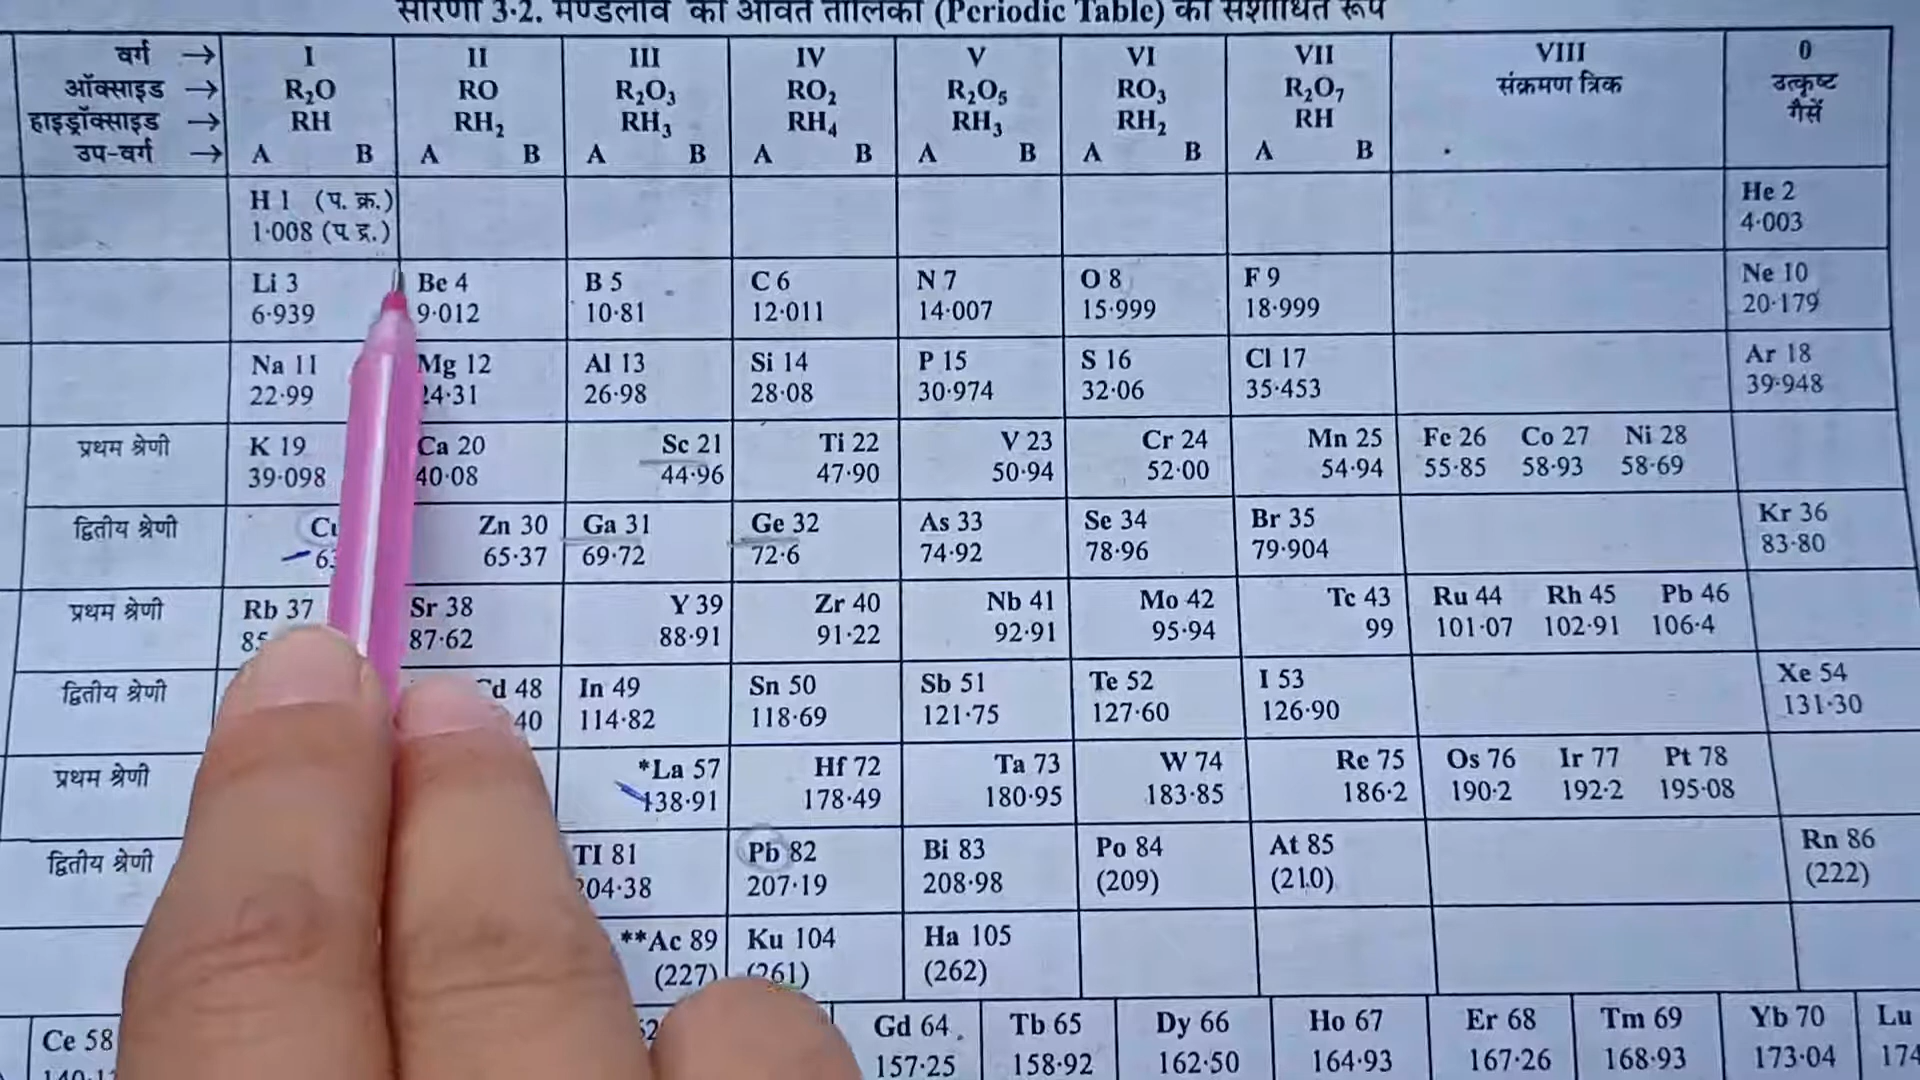 सारणी 3·2. मण्डलीव की आवर्त तालिका (Periodic Table) का संशोधित रूप
वर्ग → I II III IV V VI VII VIII 0
ऑक्साइड → R₂O RO R₂O₃ RO₂ R₂O₅ RO₃ R₂O₇ संक्रमण त्रिक उत्कृष्ट
हाइड्रॉक्साइड → RH RH₂ RH₃ RH₄ RH₃ RH₂ RH गैसें
उप-वर्ग → A B A B A B A B A B A B A B
H 1 (प. क्र.) He 2
1·008 (प. द्र.) 4·003
Li 3 Be 4 B 5 C 6 N 7 O 8 F 9 Ne 10
6·939 9·012 10·81 12·011 14·007 15·999 18·999 20·179
Na 11 Mg 12 Al 13 Si 14 P 15 S 16 Cl 17 Ar 18
22·99 24·31 26·98 28·08 30·974 32·06 35·453 39·948
प्रथम श्रेणी K 19 Ca 20 Sc 21 Ti 22 V 23 Cr 24 Mn 25 Fe 26 Co 27 Ni 28
39·098 40·08 44·96 47·90 50·94 52·00 54·94 55·85 58·93 58·69
द्वितीय श्रेणी Zn 30 Ga 31 Ge 32 As 33 Se 34 Br 35 Kr 36
65·37 69·72 72·6 74·92 78·96 79·904 83·80
प्रथम श्रेणी Rb 37 Sr 38 Y 39 Zr 40 Nb 41 Mo 42 Tc 43 Ru 44 Rh 45 Pb 46
87·62 88·91 91·22 92·91 95·94 99 101·07 102·91 106·4
द्वितीय श्रेणी 48 In 49 Sn 50 Sb 51 Te 52 I 53 Xe 54
40 114·82 118·69 121·75 127·60 126·90 131·30
प्रथम श्रेणी *La 57 Hf 72 Ta 73 W 74 Re 75 Os 76 Ir 77 Pt 78
138·91 178·49 180·95 183·85 186·2 190·2 192·2 195·08
द्वितीय श्रेणी TI 81 Pb 82 Bi 83 Po 84 At 85 Rn 86
204·38 207·19 208·98 (209) (210) (222)
**Ac 89 Ku 104 Ha 105
(227) (261) (262)
Ce 58 Gd 64 Tb 65 Dy 66 Ho 67 Er 68 Tm 69 Yb 70 Lu
157·25 158·92 162·50 164·93 167·26 168·93 173·04